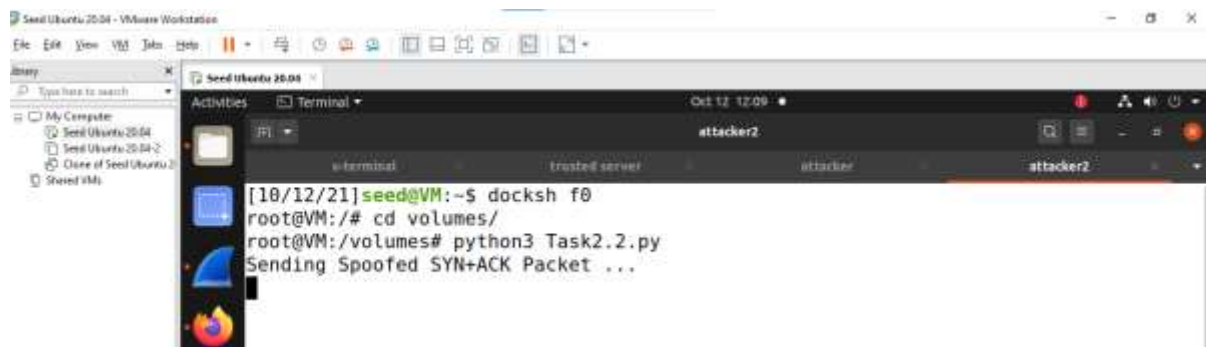 Seed Ubuntu 20.04 - VMware Workstation
File Edit View VM Tabs Help
Library
Type here to search
My Computer
Seed Ubuntu 20.04
Seed Ubuntu 20.04-2
Clone of Seed Ubuntu 2
Shared VMs
Seed Ubuntu 20.04
Activities Terminal Oct 12 12:09
attacker2
v-terminal trusted server attacker attacker2
[10/12/21]seed@VM:~$ docksh f0
root@VM:/# cd volumes/
root@VM:/volumes# python3 Task2.2.py
Sending Spoofed SYN+ACK Packet ...